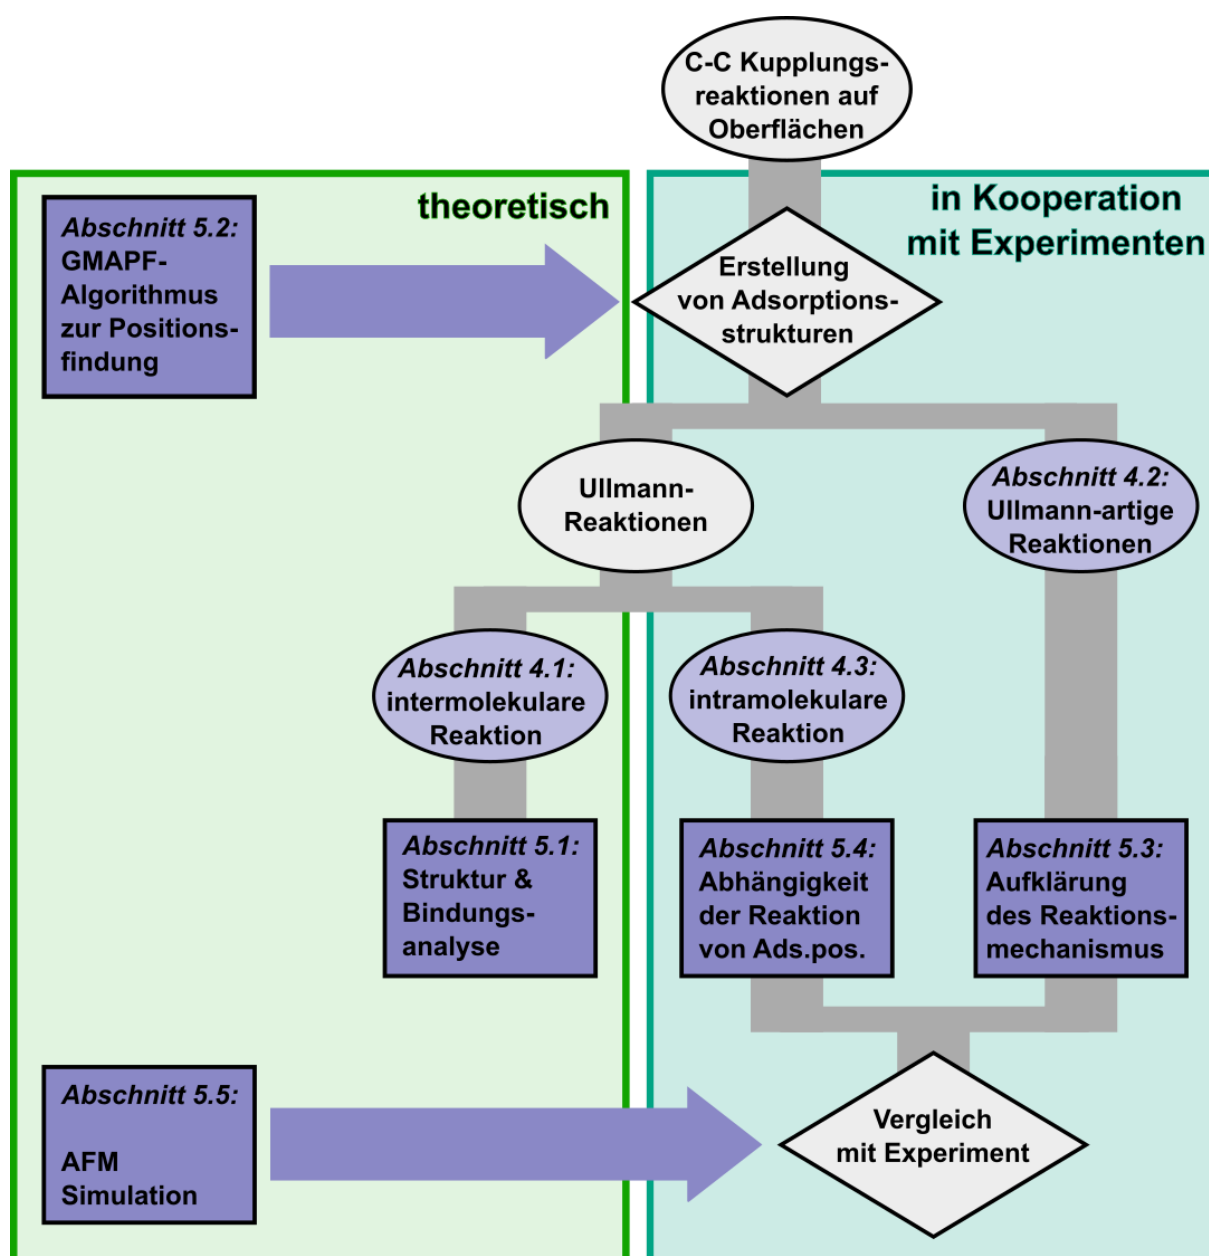 C-C Kupplungs-
reaktionen auf
Oberflächen
theoretisch
in Kooperation
mit Experimenten
Abschnitt 5.2:
GMAPF-
Algorithmus
zur Positions-
findung
Erstellung
von Adsorptions-
strukturen
Ullmann-
Reaktionen
Abschnitt 4.2:
Ullmann-artige
Reaktionen
Abschnitt 4.1:
intermolekulare
Reaktion
Abschnitt 4.3:
intramolekulare
Reaktion
Abschnitt 5.1:
Struktur &
Bindungs-
analyse
Abschnitt 5.4:
Abhängigkeit
der Reaktion
von Ads.pos.
Abschnitt 5.3:
Aufklärung
des Reaktions-
mechanismus
Abschnitt 5.5:
AFM
Simulation
Vergleich
mit Experiment